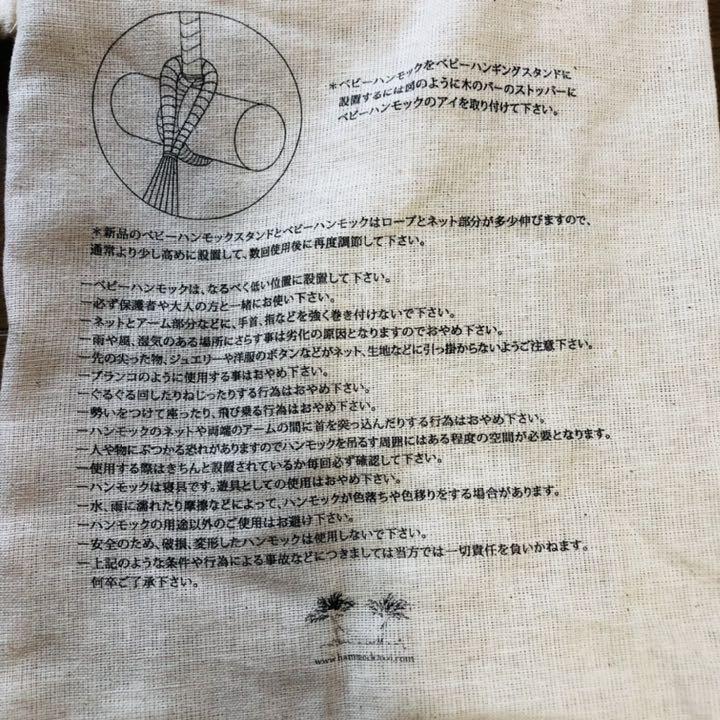 *ベビーハンモックをベビーハンギングスタンドに
設置するには図のように木のバーのストッパーに
ベビーハンモックのアイを取り付けて下さい。
*新品のベビーハンモックスタンドとベビーハンモックはロープとネット部分が多少伸びますので、
通常より少し高めに設置して、数回使用後に再度調節して下さい。
―ベビーハンモックは、なるべく低い位置に設置して下さい。
―必ず保護者や大人の方と一緒にお使い下さい。
―ネットとアーム部分などに、手首、指などを強く巻き付けないで下さい。
―雨や風、湿気のある場所にさらす事は劣化の原因となりますのでおやめ下さい。
―先の尖った物、ジュエリーや洋服のボタンなどがネット、生地などに引っ掛からないようご注意下さい。
―ブランコのように使用する事はおやめ下さい。
―ぐるぐる回したりねじったりする行為はおやめ下さい。
―勢いをつけて座ったり、飛び乗る行為はおやめ下さい。
―ハンモックのネットや両端のアームの間に首を突っ込んだりする行為はおやめ下さい。
―人や物にぶつかる恐れがありますのでハンモックを吊るす周囲にはある程度の空間が必要となります。
―使用する際はきちんと設置されているか毎回必ず確認して下さい。
―ハンモックは寝具です。遊具としての使用はおやめ下さい。
―水、雨に濡れたり摩擦などによって、ハンモックが色落ちや色移りをする場合があります。
―ハンモックの用途以外のご使用はお避け下さい。
―安全のため、破損、変形したハンモックは使用しないで下さい。
―上記のような条件や行為による事故などにつきましては当方では一切責任を負いかねます。
何卒ご了承下さい。